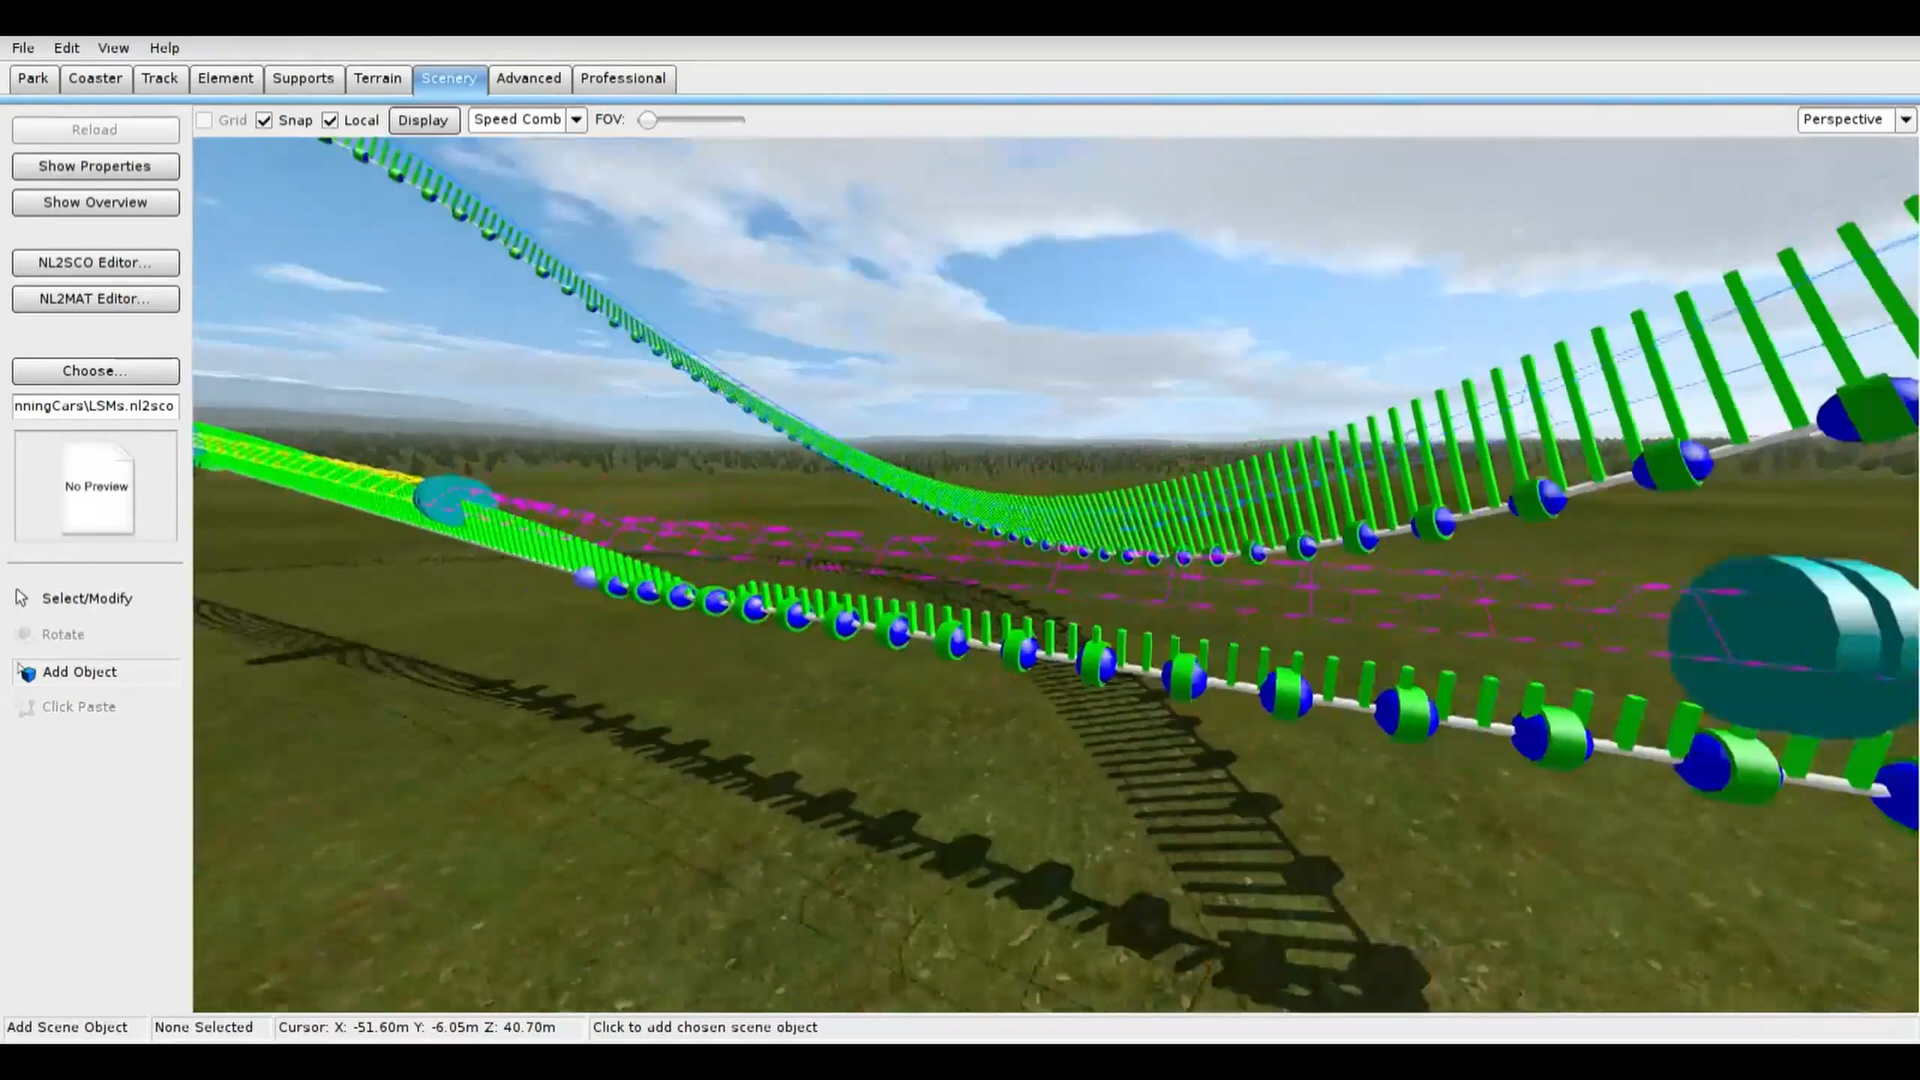 File Edit View Help
Park Coaster Track Element Supports Terrain Scenery Advanced Professional
Reload
Grid Snap Local Display Speed Comb FOV: Perspective
Show Properties
Show Overview
NL2SCO Editor...
NL2MAT Editor...
Choose...
nningCars\LSMs.nl2sco
No Preview
Select/Modify
Rotate
Add Object
Click Paste
Add Scene Object None Selected Cursor: X: -51.60m Y: -6.05m Z: 40.70m Click to add chosen scene object